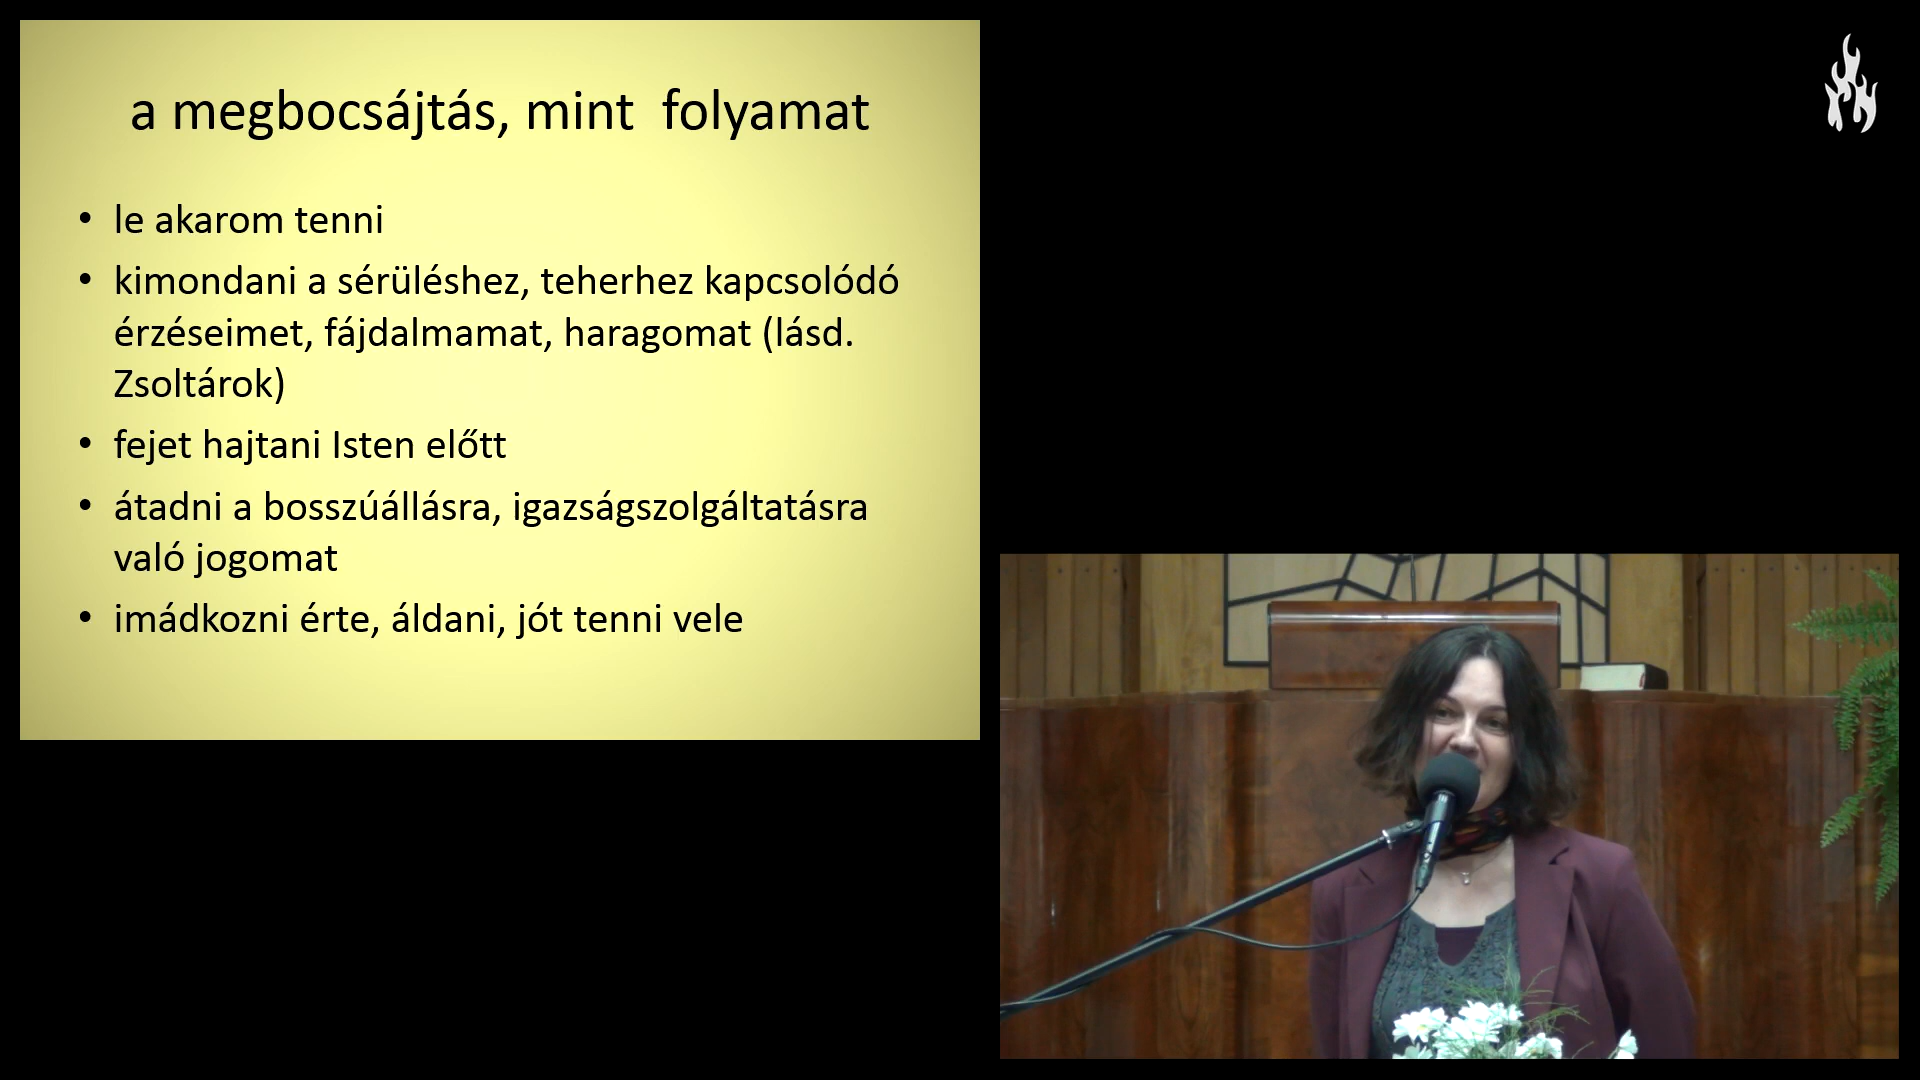 a megbocsájtás, mint  folyamat
• le akarom tenni
• kimondani a sérüléshez, teherhez kapcsolódó
érzéseimet, fájdalmamat, haragomat (lásd.
Zsoltárok)
• fejet hajtani Isten előtt
• átadni a bosszúállásra, igazságszolgáltatásra
való jogomat
• imádkozni érte, áldani, jót tenni vele